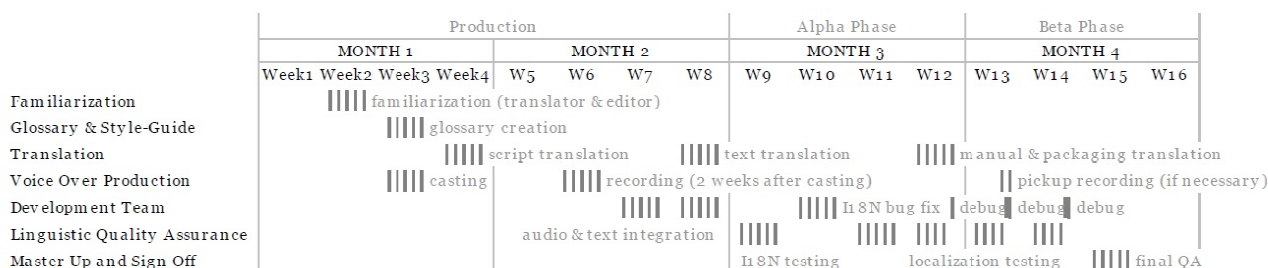 Production Alpha Phase Beta Phase
MONTH 1 MONTH 2 MONTH 3 MONTH 4
Week1 Week2 Week3 Week4 W5 W6 W7 W8 W9 W10 W11 W12 W13 W14 W15 W16
Familiarization familiarization (translator & editor)
Glossary & Style-Guide glossary creation
Translation script translation text translation manual & packaging translation
Voice Over Production casting recording (2 weeks after casting) pickup recording (if necessary)
Development Team I18N bug fix debug debug debug
Linguistic Quality Assurance audio & text integration
Master Up and Sign Off I18N testing localization testing final QA